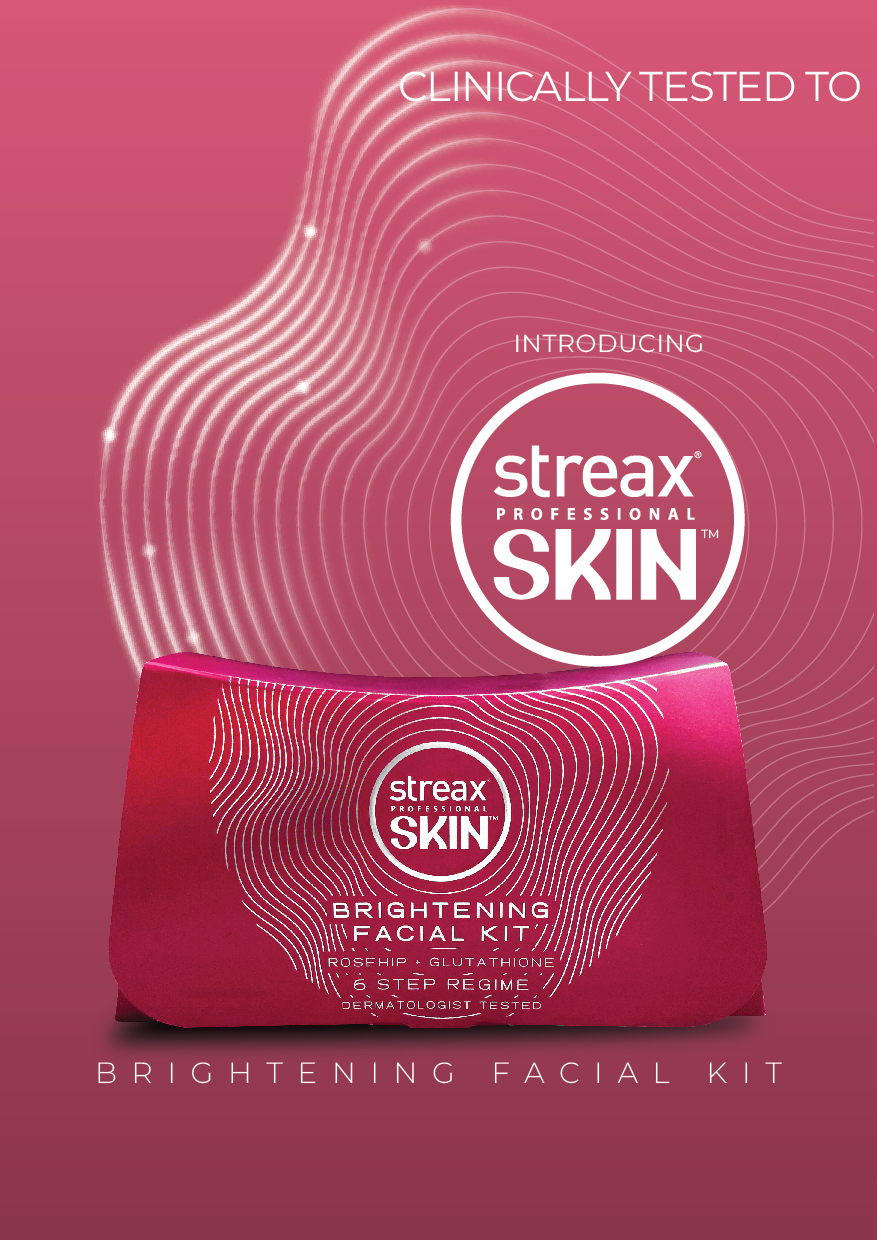 CLINICALLY TESTED TO
INTRODUCING
streax®
PROFESSIONAL
SKIN™
streax
PROFESSIONAL
SKIN™
BRIGHTENING
FACIAL KIT
ROSEHIP + GLUTATHIONE
6 STEP REGIME
DERMATOLOGIST TESTED
BRIGHTENING FACIAL KIT